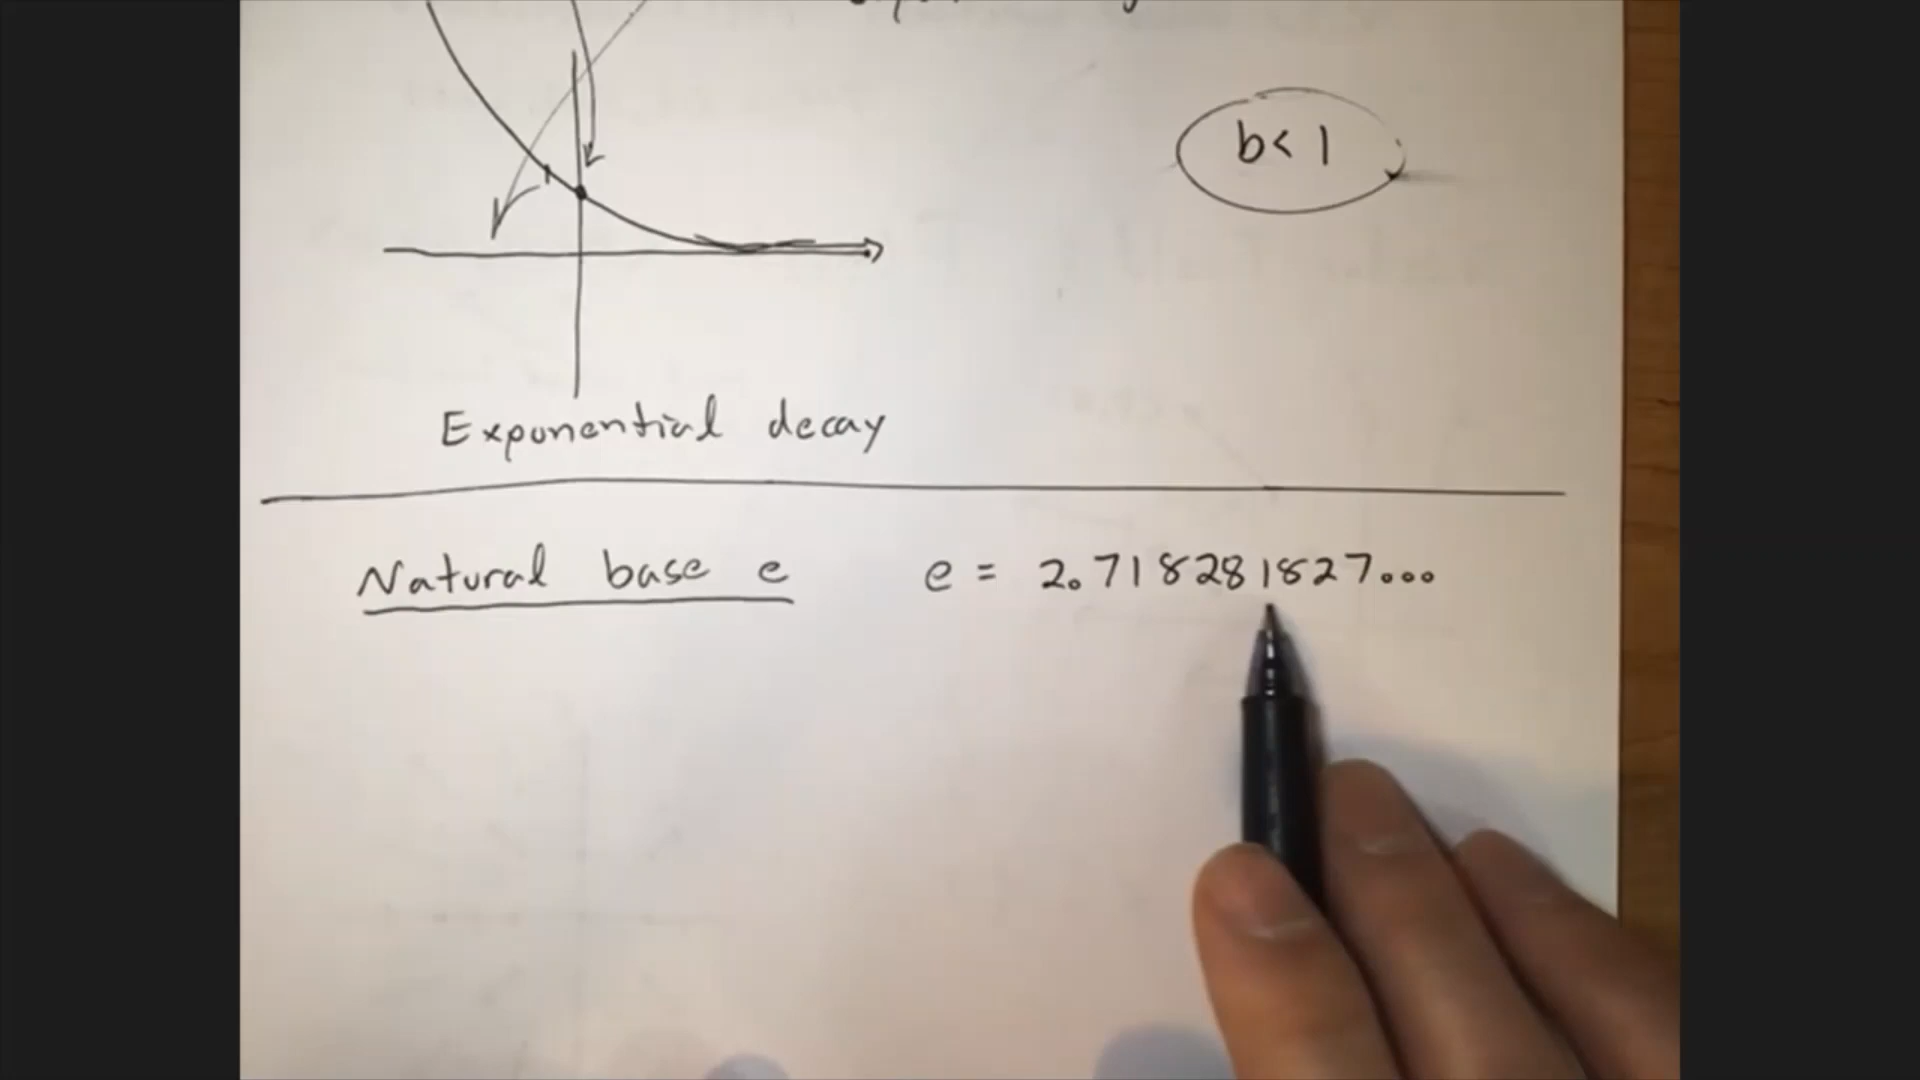 b< 1
Exponential decay
Natural base e e = 2.718281827...